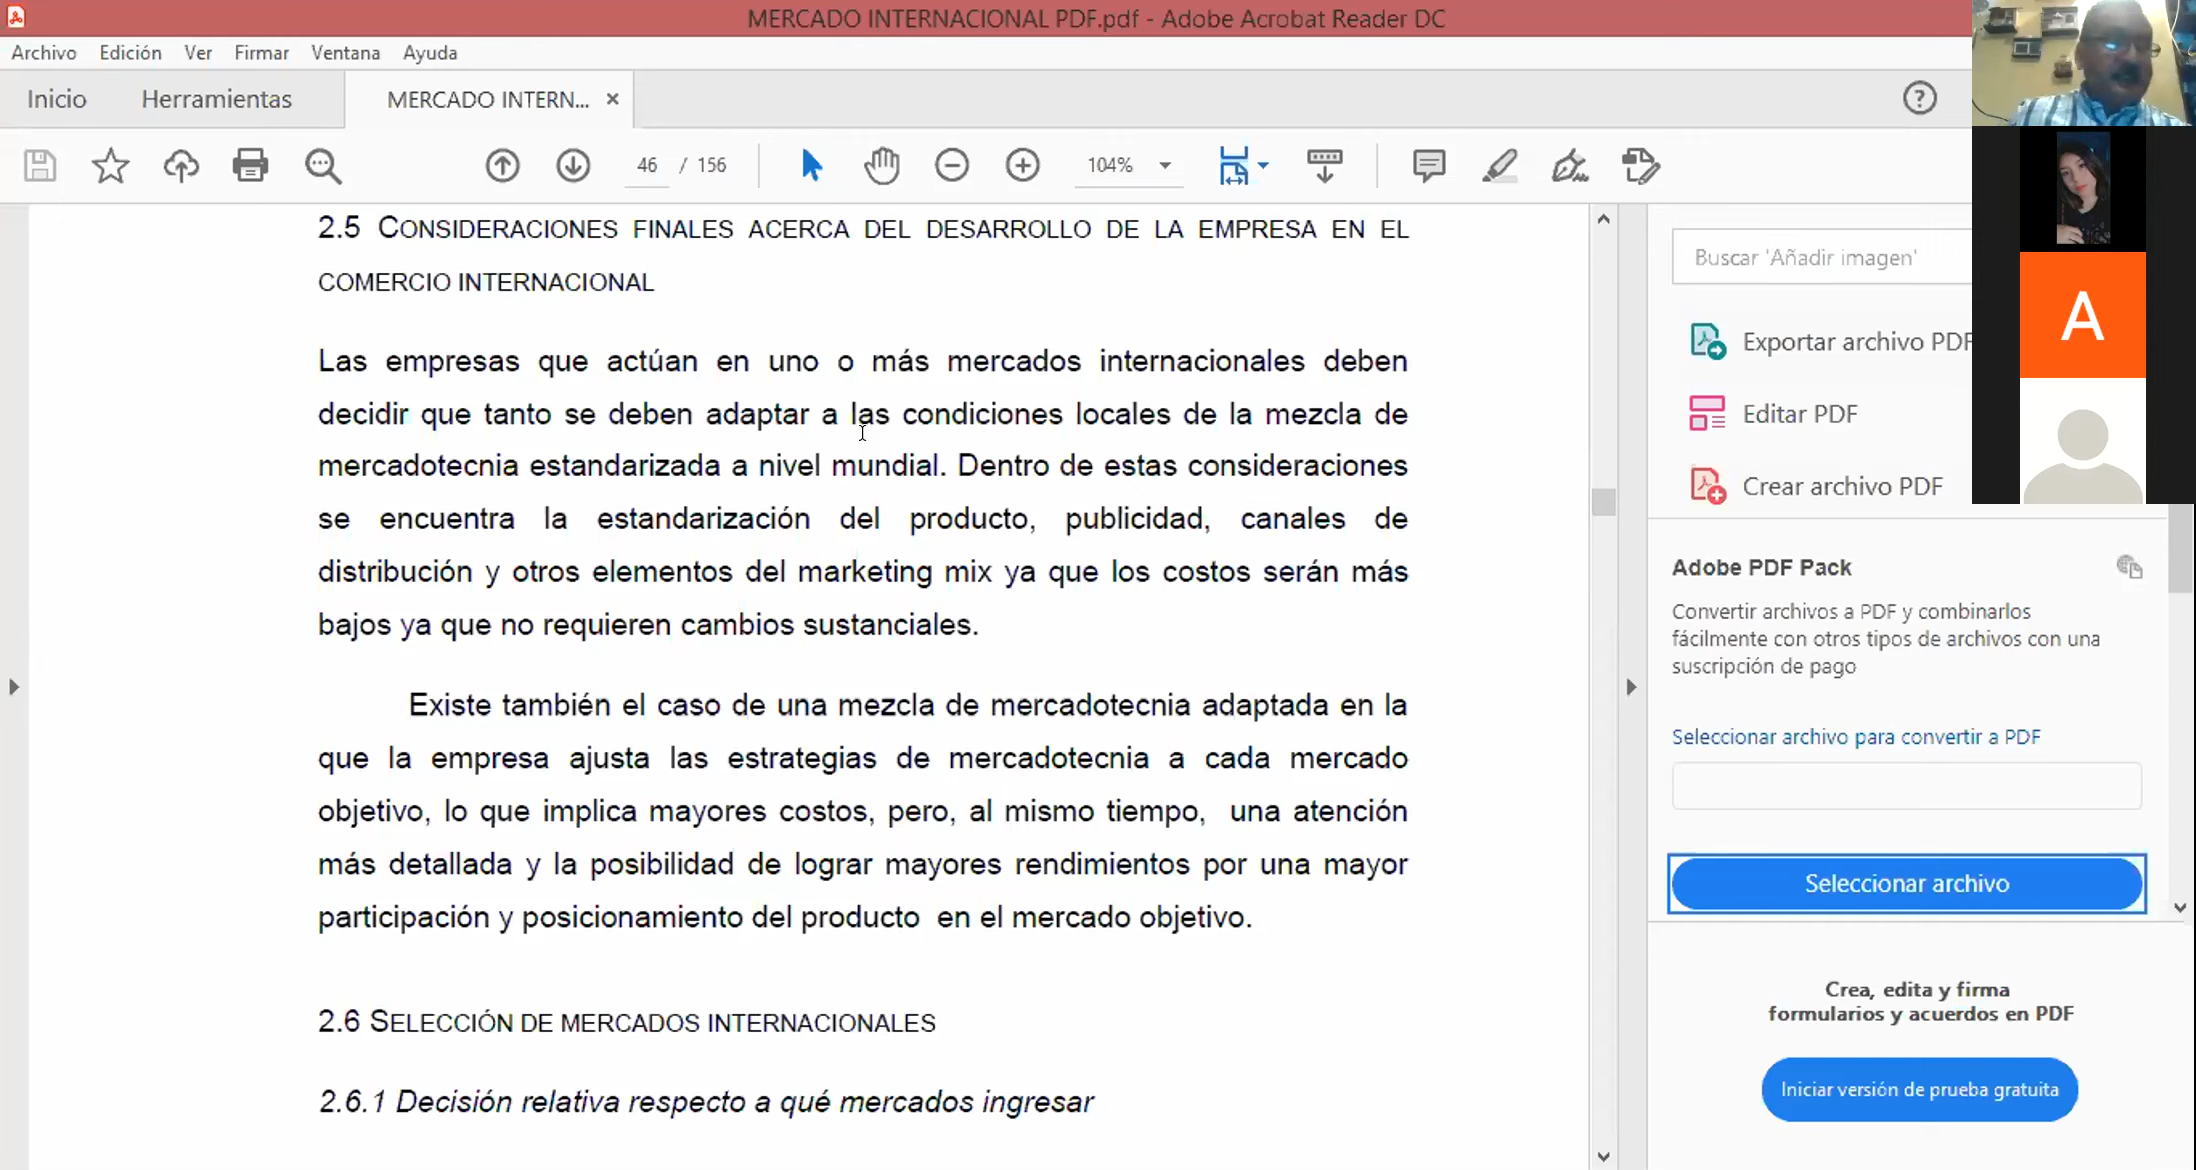 MERCADO INTERNACIONAL PDF.pdf - Adobe Acrobat Reader DC
Archivo Edición Ver Firmar Ventana Ayuda
Inicio Herramientas MERCADO INTERN... ×
46 / 156 104%
2.5 CONSIDERACIONES FINALES ACERCA DEL DESARROLLO DE LA EMPRESA EN EL
COMERCIO INTERNACIONAL
Las empresas que actúan en uno o más mercados internacionales deben
decidir que tanto se deben adaptar a las condiciones locales de la mezcla de
mercadotecnia estandarizada a nivel mundial. Dentro de estas consideraciones
se encuentra la estandarización del producto, publicidad, canales de
distribución y otros elementos del marketing mix ya que los costos serán más
bajos ya que no requieren cambios sustanciales.
Existe también el caso de una mezcla de mercadotecnia adaptada en la
que la empresa ajusta las estrategias de mercadotecnia a cada mercado
objetivo, lo que implica mayores costos, pero, al mismo tiempo, una atención
más detallada y la posibilidad de lograr mayores rendimientos por una mayor
participación y posicionamiento del producto en el mercado objetivo.
2.6 SELECCIÓN DE MERCADOS INTERNACIONALES
2.6.1 Decisión relativa respecto a qué mercados ingresar
Buscar 'Añadir imagen'
Exportar archivo PDF
Editar PDF
Crear archivo PDF
Adobe PDF Pack
Convertir archivos a PDF y combinarlos
fácilmente con otros tipos de archivos con una
suscripción de pago
Seleccionar archivo para convertir a PDF
Seleccionar archivo
Crea, edita y firma
formularios y acuerdos en PDF
Iniciar versión de prueba gratuita
A